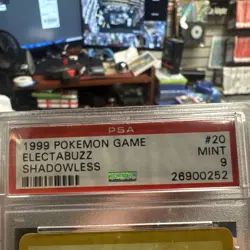 PSA
1999 POKEMON GAME #20
ELECTABUZZ MINT
SHADOWLESS 9
26900252